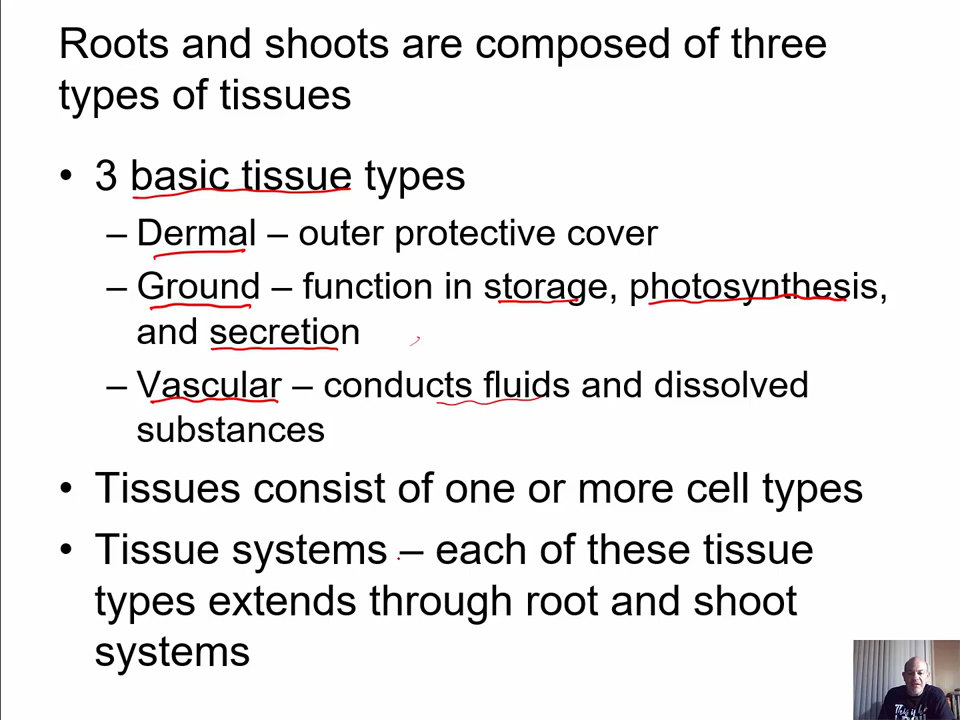 Roots and shoots are composed of three
types of tissues
• 3 basic tissue types
– Dermal – outer protective cover
– Ground – function in storage, photosynthesis,
and secretion
– Vascular – conducts fluids and dissolved
substances
• Tissues consist of one or more cell types
• Tissue systems – each of these tissue
types extends through root and shoot
systems
This is